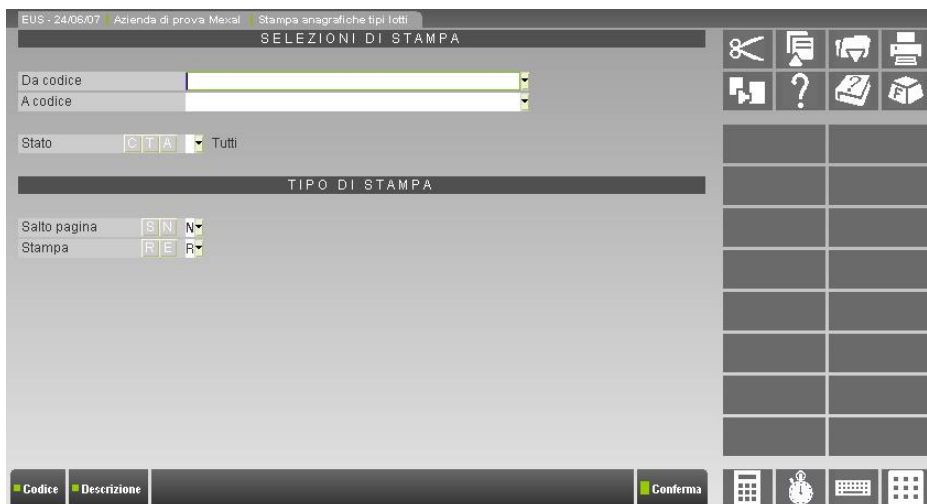 EUS - 24/06/07 Azienda di prova Mexal Stampa anagrafiche tipi lotti
SELEZIONI DI STAMPA
Da codice
A codice
Stato C T A Tutti
TIPO DI STAMPA
Salto pagina S N N
Stampa R E R
Codice Descrizione Conferma
? ? F